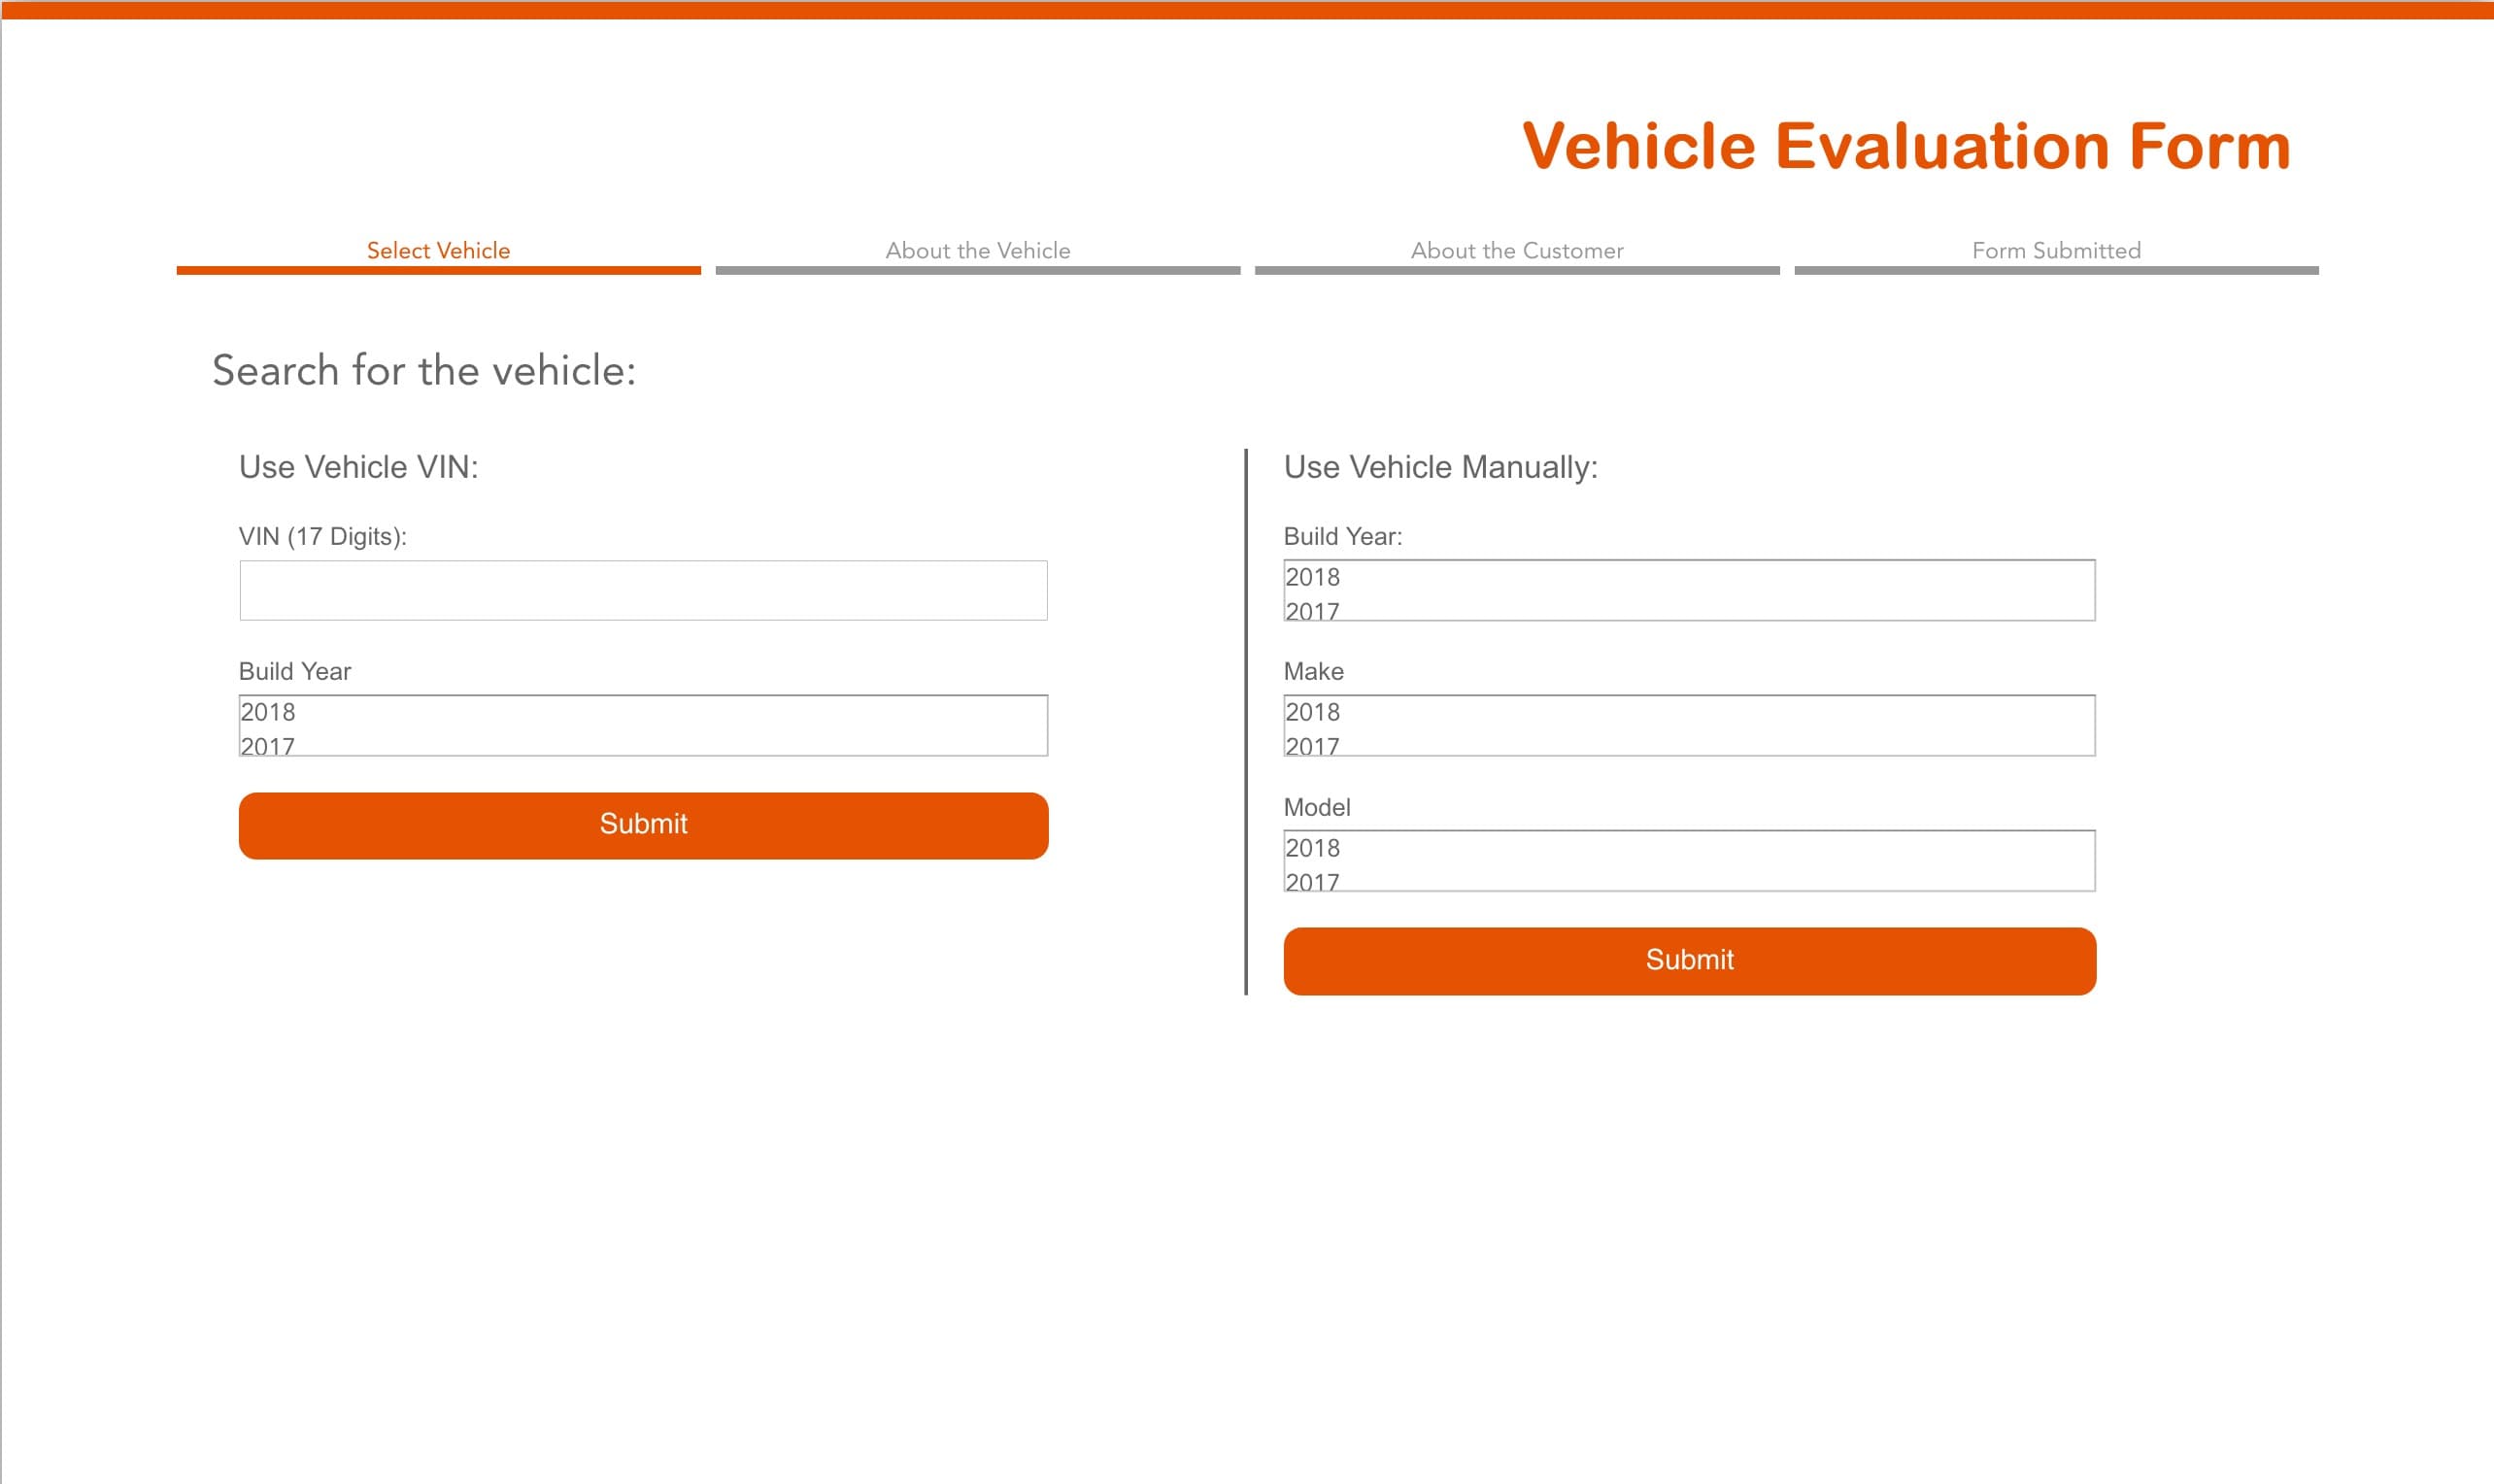 Vehicle Evaluation Form
Select Vehicle
About the Vehicle
About the Customer
Form Submitted
Search for the vehicle:
Use Vehicle VIN:
VIN (17 Digits):
Build Year
2018
2017
Submit
Use Vehicle Manually:
Build Year:
2018
2017
Make
2018
2017
Model
2018
2017
Submit